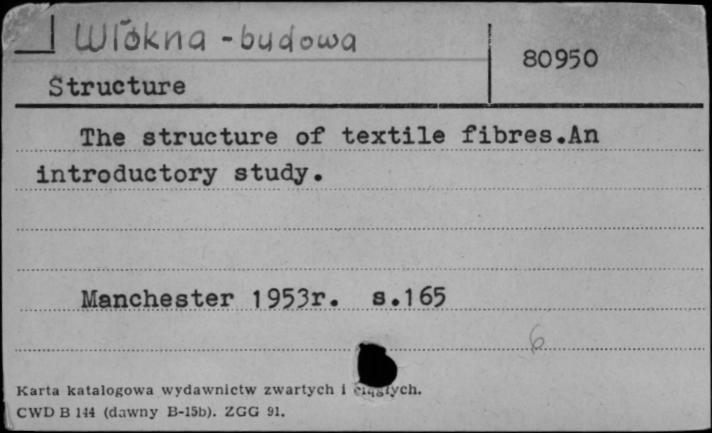 Włókna - budowa
80950
Structure
The structure of textile fibres.An
introductory study.
Manchester 1953r. s.165
6
Karta katalogowa wydawnictw zwartych i ciągłych.
CWD B 144 (dawny B-15b). ZGG 91.